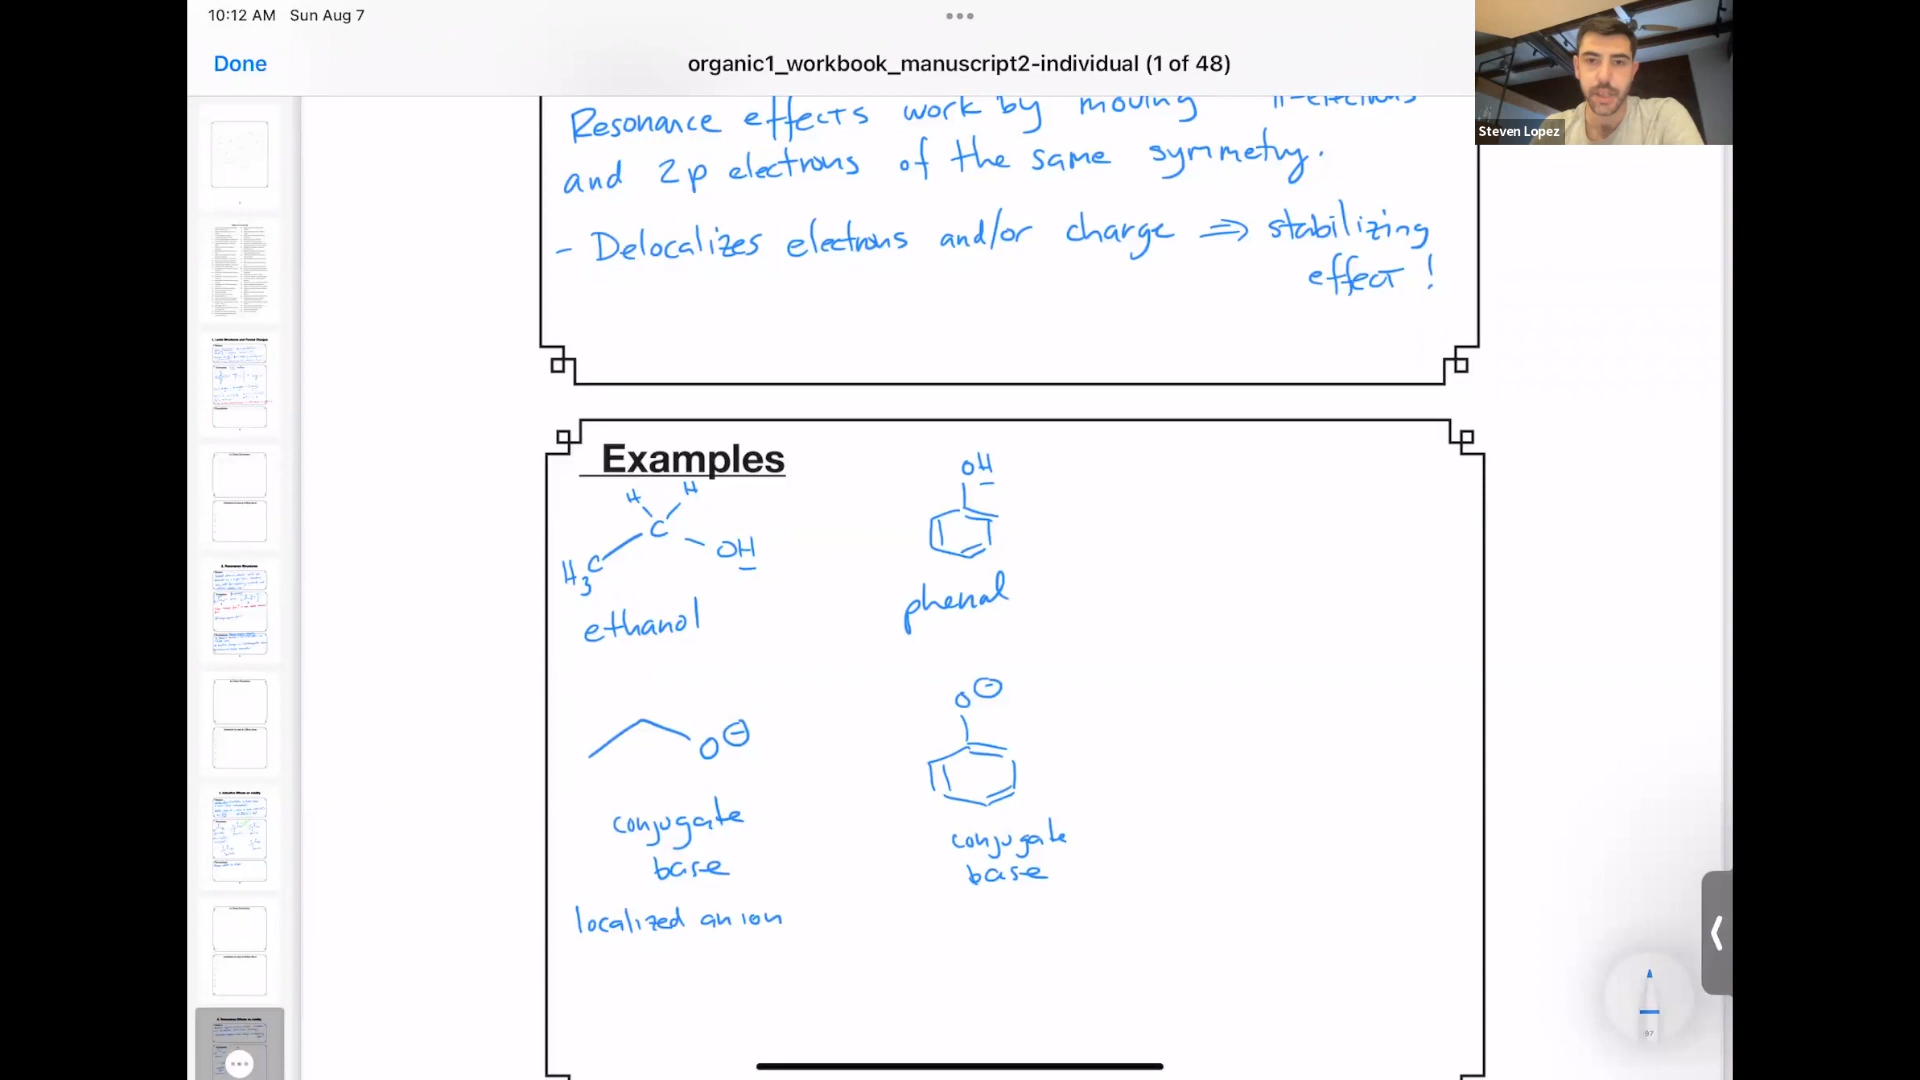 10:12 AM Sun Aug 7
Done
organic1_workbook_manuscript2-individual (1 of 48)
Steven Lopez
Resonance effects work by moving π-electrons
and 2p electrons of the same symmetry.
- Delocalizes electrons and/or charge ⇒ stabilizing
effect!
Examples
H H
C
H3C
OH
ethanol
OH
phenol
O⊖
conjugate
base
localized anion
O⊖
conjugate
base
97